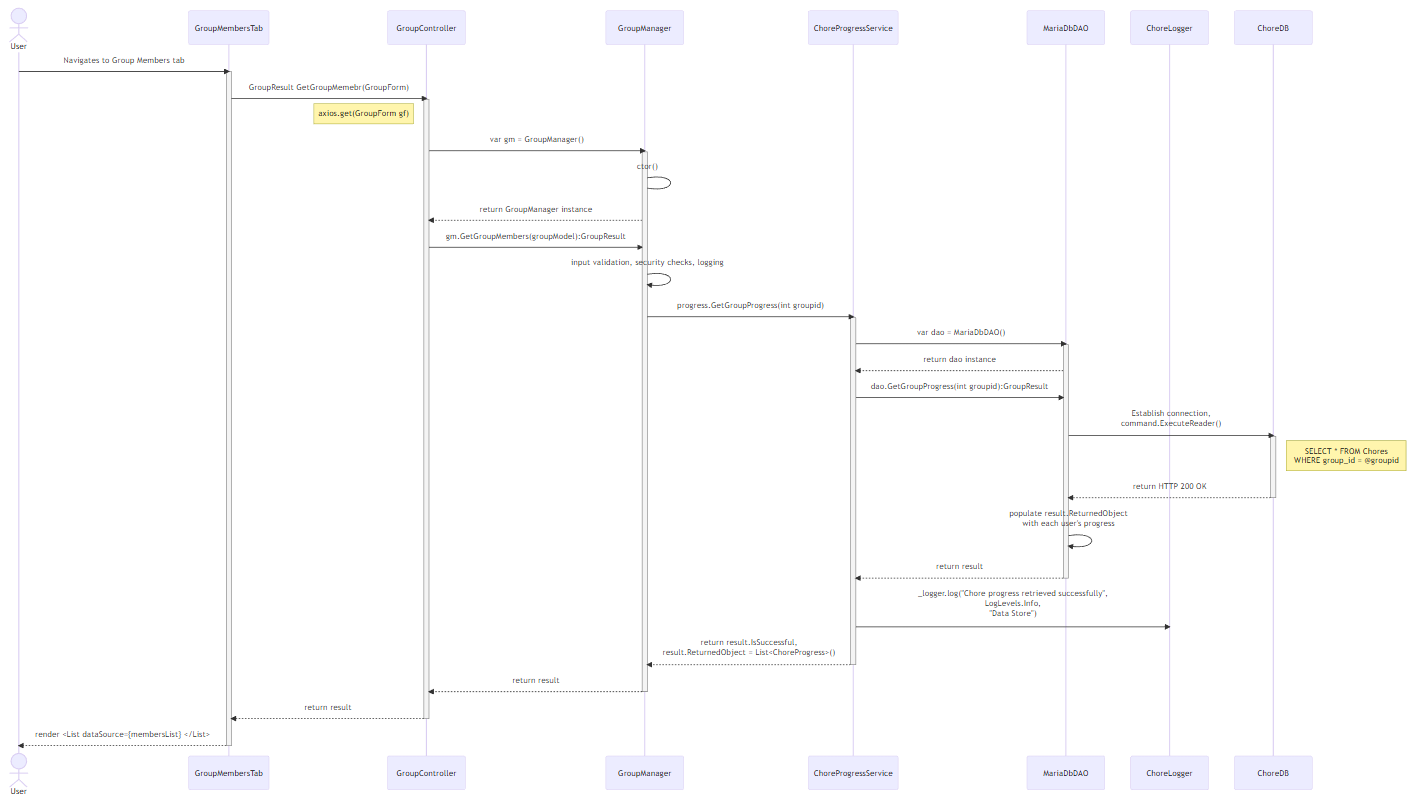 User
GroupMembersTab
GroupController
GroupManager
ChoreProgressService
MariaDbDAO
ChoreLogger
ChoreDB
Navigates to Group Members tab
GroupResult GetGroupMemebr(GroupForm)
axios.get(GroupForm gf)
var gm = GroupManager()
ctor()
return GroupManager instance
gm.GetGroupMembers(groupModel):GroupResult
input validation, security checks, logging
progress.GetGroupProgress(int groupid)
var dao = MariaDbDAO()
return dao instance
dao.GetGroupProgress(int groupid):GroupResult
Establish connection,
command.ExecuteReader()
SELECT * FROM Chores
WHERE group_id = @groupid
return HTTP 200 OK
populate result.ReturnedObject
with each user's progress
return result
_logger.log("Chore progress retrieved successfully",
LogLevels.Info,
"Data Store")
return result.IsSuccessful,
result.ReturnedObject = List<ChoreProgress>()
return result
return result
render <List dataSource={membersList} </List>
User
GroupMembersTab
GroupController
GroupManager
ChoreProgressService
MariaDbDAO
ChoreLogger
ChoreDB